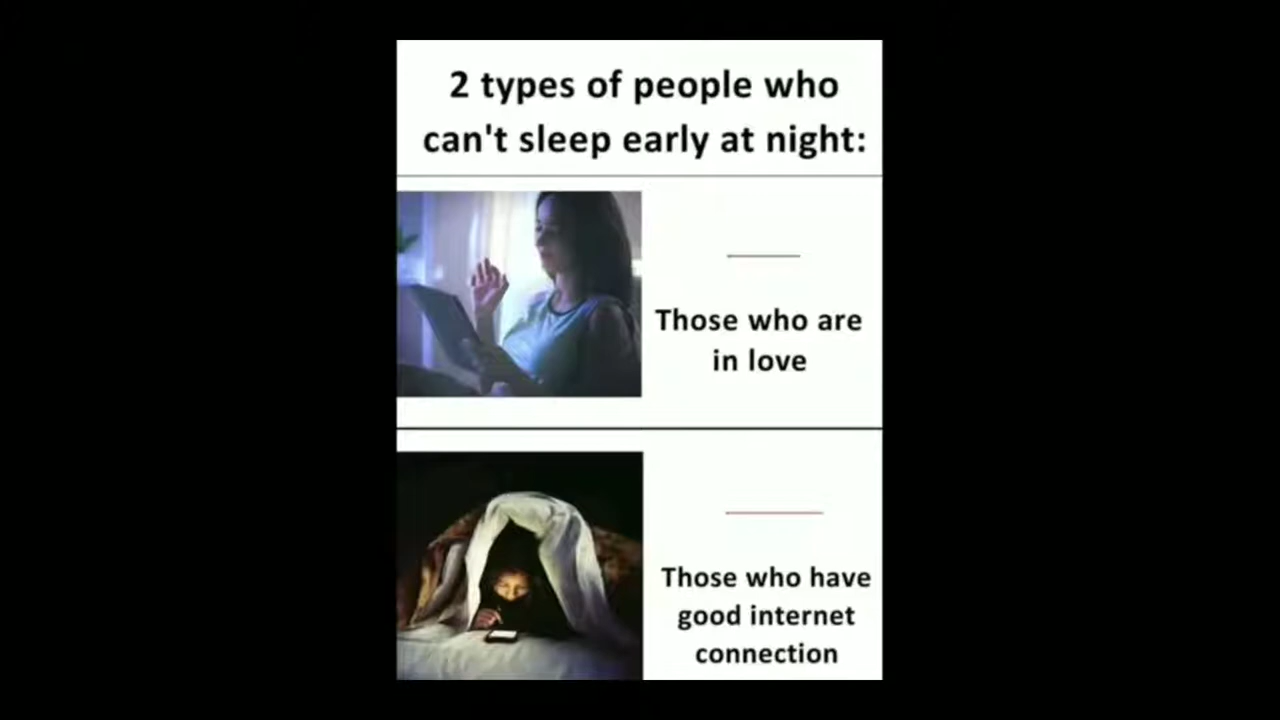 2 types of people who
can't sleep early at night:
Those who are
in love
Those who have
good internet
connection